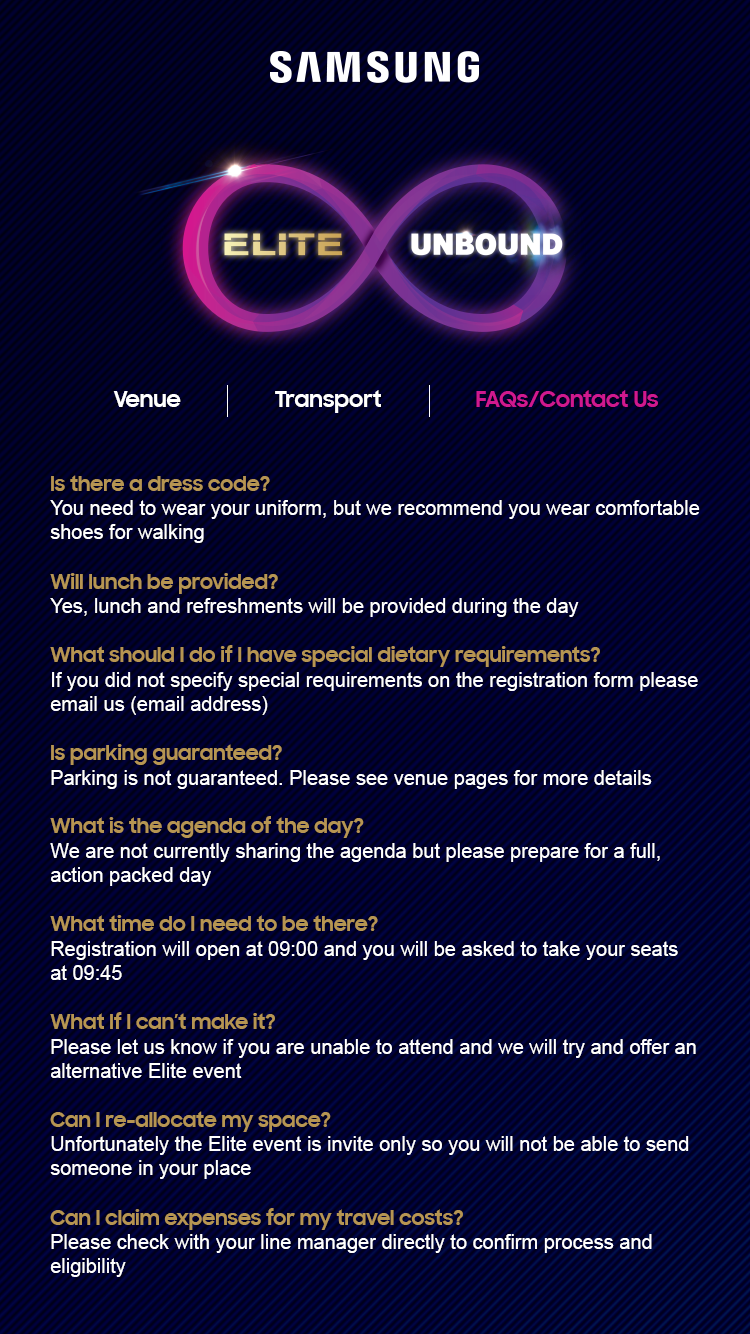 SAMSUNG
ELITE UNBOUND
Venue Transport FAQs/Contact Us
Is there a dress code?
You need to wear your uniform, but we recommend you wear comfortable
shoes for walking
Will lunch be provided?
Yes, lunch and refreshments will be provided during the day
What should I do if I have special dietary requirements?
If you did not specify special requirements on the registration form please
email us (email address)
Is parking guaranteed?
Parking is not guaranteed. Please see venue pages for more details
What is the agenda of the day?
We are not currently sharing the agenda but please prepare for a full,
action packed day
What time do I need to be there?
Registration will open at 09:00 and you will be asked to take your seats
at 09:45
What If I can't make it?
Please let us know if you are unable to attend and we will try and offer an
alternative Elite event
Can I re-allocate my space?
Unfortunately the Elite event is invite only so you will not be able to send
someone in your place
Can I claim expenses for my travel costs?
Please check with your line manager directly to confirm process and
eligibility